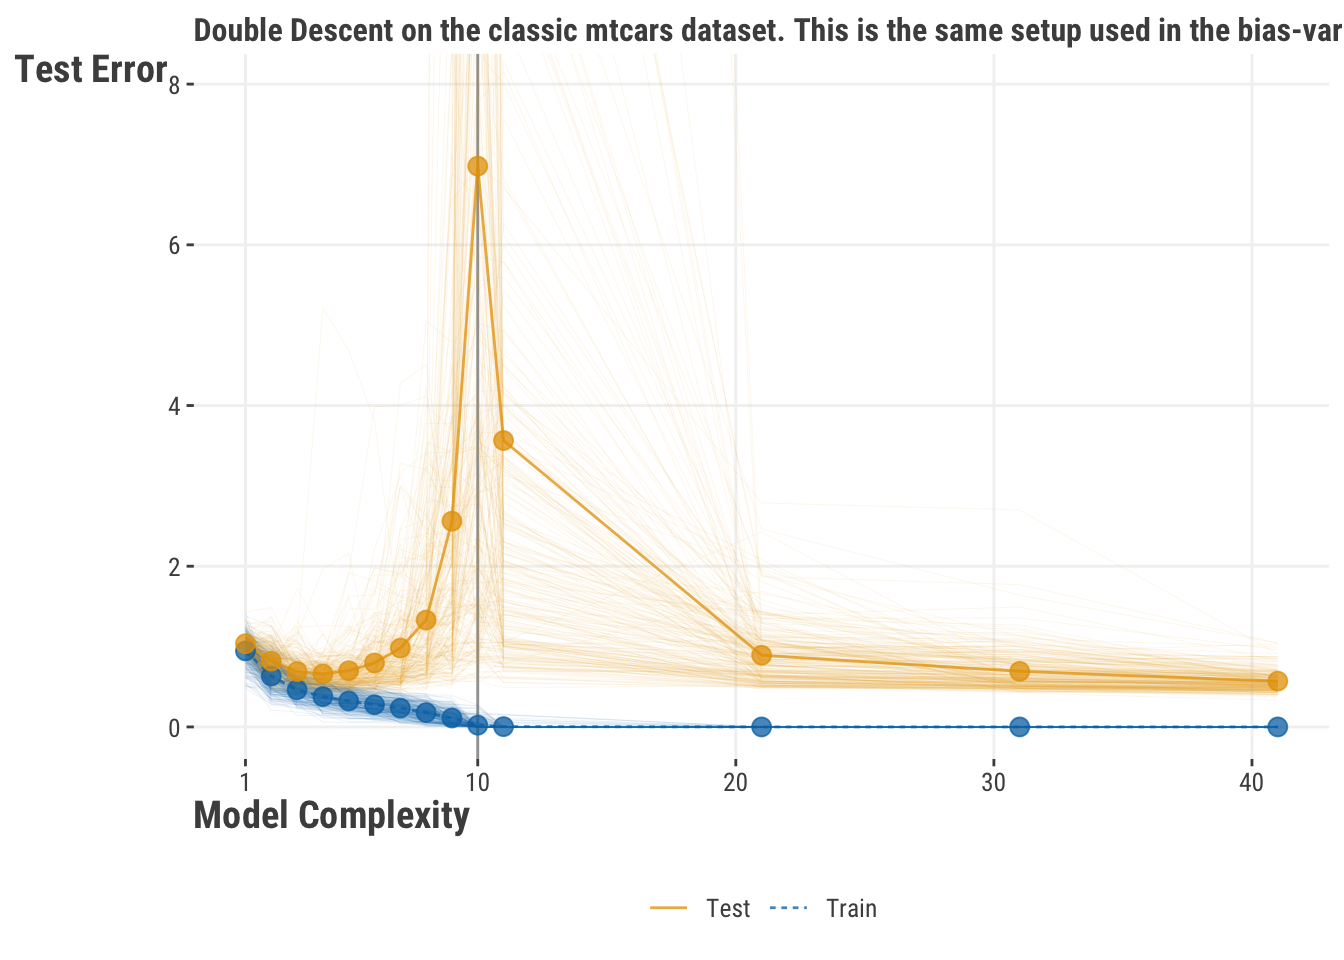 Double Descent on the classic mtcars dataset. This is the same setup used in the bias-var
Test Error
8
6
4
2
0
1 10 20 30 40
Model Complexity
Test Train